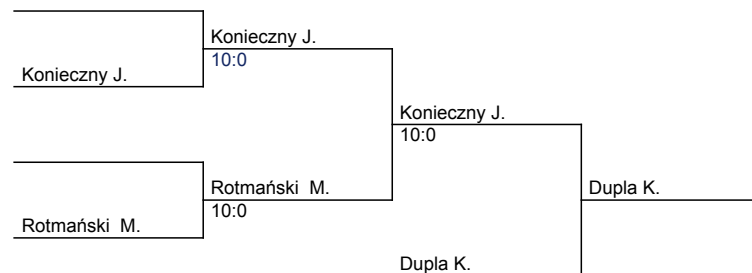 Konieczny J.
10:0
Konieczny J.
Konieczny J.
10:0
Rotmański  M.
Dupla K.
10:0
Rotmański  M.
Dupla K.